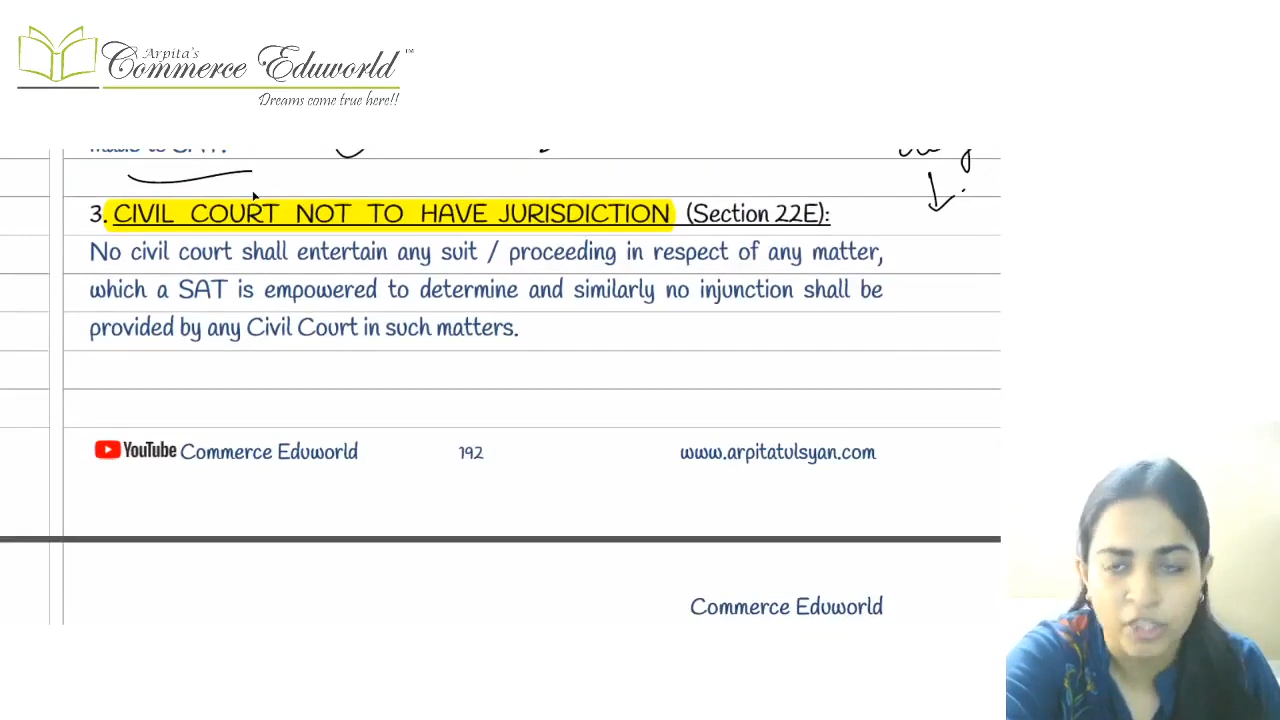 Arpita's
Commerce Eduworld™
Dreams come true here!!
3. CIVIL COURT NOT TO HAVE JURISDICTION (Section 22E):
No civil court shall entertain any suit / proceeding in respect of any matter,
which a SAT is empowered to determine and similarly no injunction shall be
provided by any Civil Court in such matters.
YouTube Commerce Eduworld 192 www.arpitatulsyan.com
Commerce Eduworld